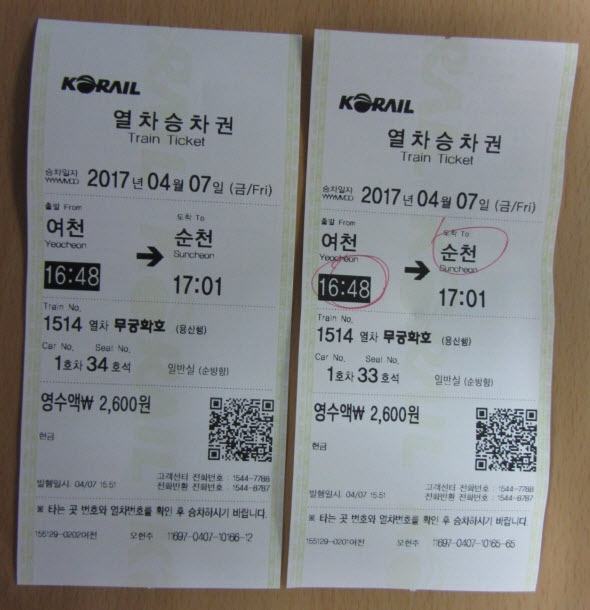 KORAIL
열차승차권
Train Ticket
승차일자
YYYYMMDD
2017년 04월 07일 (금/Fri)
출발 From
도착 To
여천
순천
Yeocheon
Suncheon
16:48
17:01
Train No.
1514 열차 무궁화호 (용산행)
Car No. Seat No.
1호차 34 호석 일반실 (순방향)
영수액₩ 2,600원
현금
고객센터 전화번호 : 1544-7788
발행일시. 04/07 15:51
전화반환 전화번호 : 1544-8787
※ 타는 곳 번호와 열차번호를 확인 후 승차하시기 바랍니다.
155129-0202여천 오현주 11697-0407-10166-12
KORAIL
열차승차권
Train Ticket
승차일자
YYYYMMDD
2017년 04월 07일 (금/Fri)
출발 From
도착 To
여천
순천
Yeocheon
Suncheon
16:48
17:01
Train No.
1514 열차 무궁화호 (용산행)
Car No. Seat No.
1호차 33 호석 일반실 (순방향)
영수액₩ 2,600원
현금
고객센터 전화번호 : 1544-7788
발행일시. 04/07 15:51
전화반환 전화번호 : 1544-8787
※ 타는 곳 번호와 열차번호를 확인 후 승차하시기 바랍니다.
155129-0201여천 오현주 11697-0407-10165-65